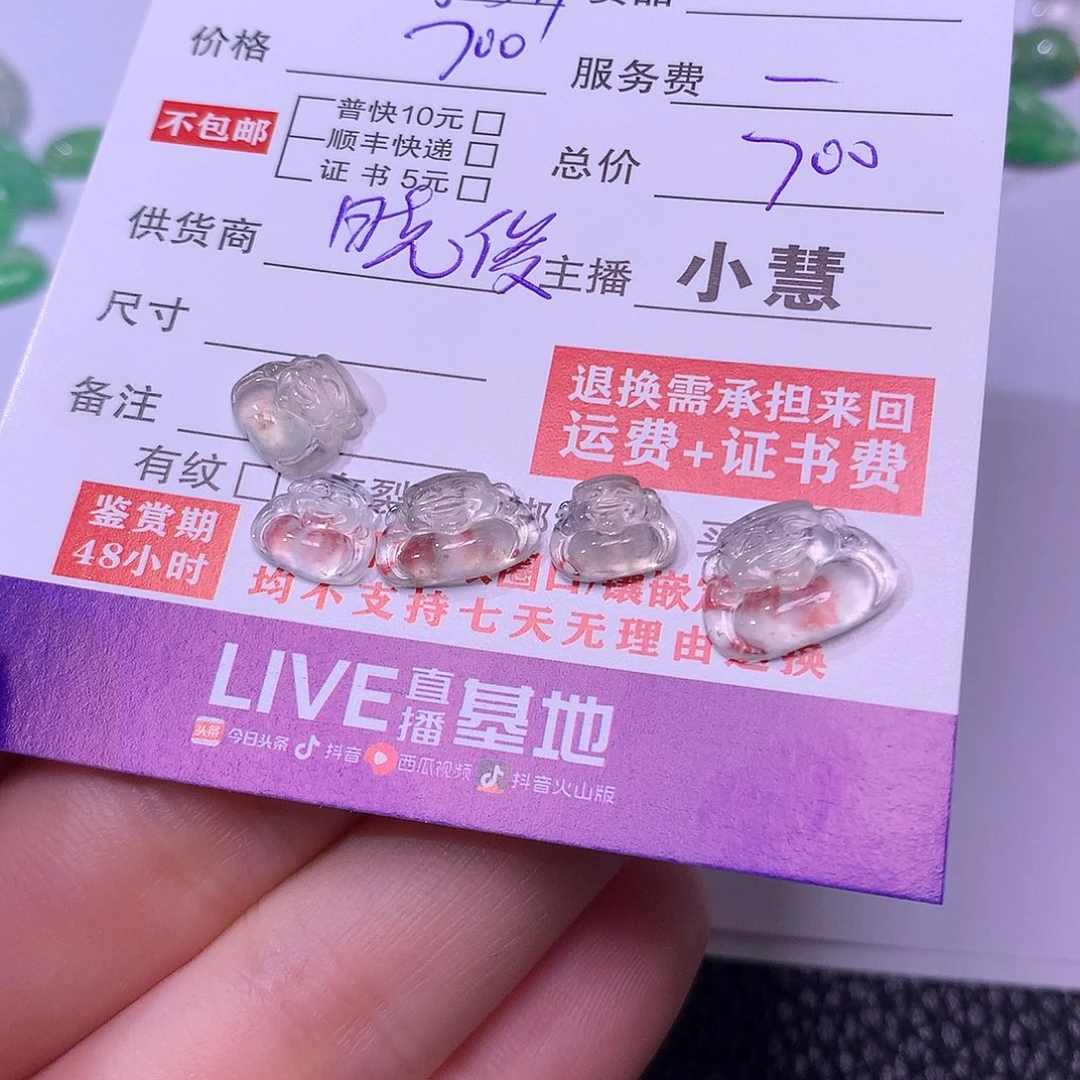 价格 700 服务费 一
不包邮 普快10元
顺丰快递
证书 5元
总价 700
供货商 晓俊 主播 小慧
尺寸
备注
退换需承担来回
运费+证书费
有纹
鉴赏期
48小时
均不支持七天无理由退换
LIVE 直播 基地
头条 今日头条 抖音 西瓜视频 抖音火山版